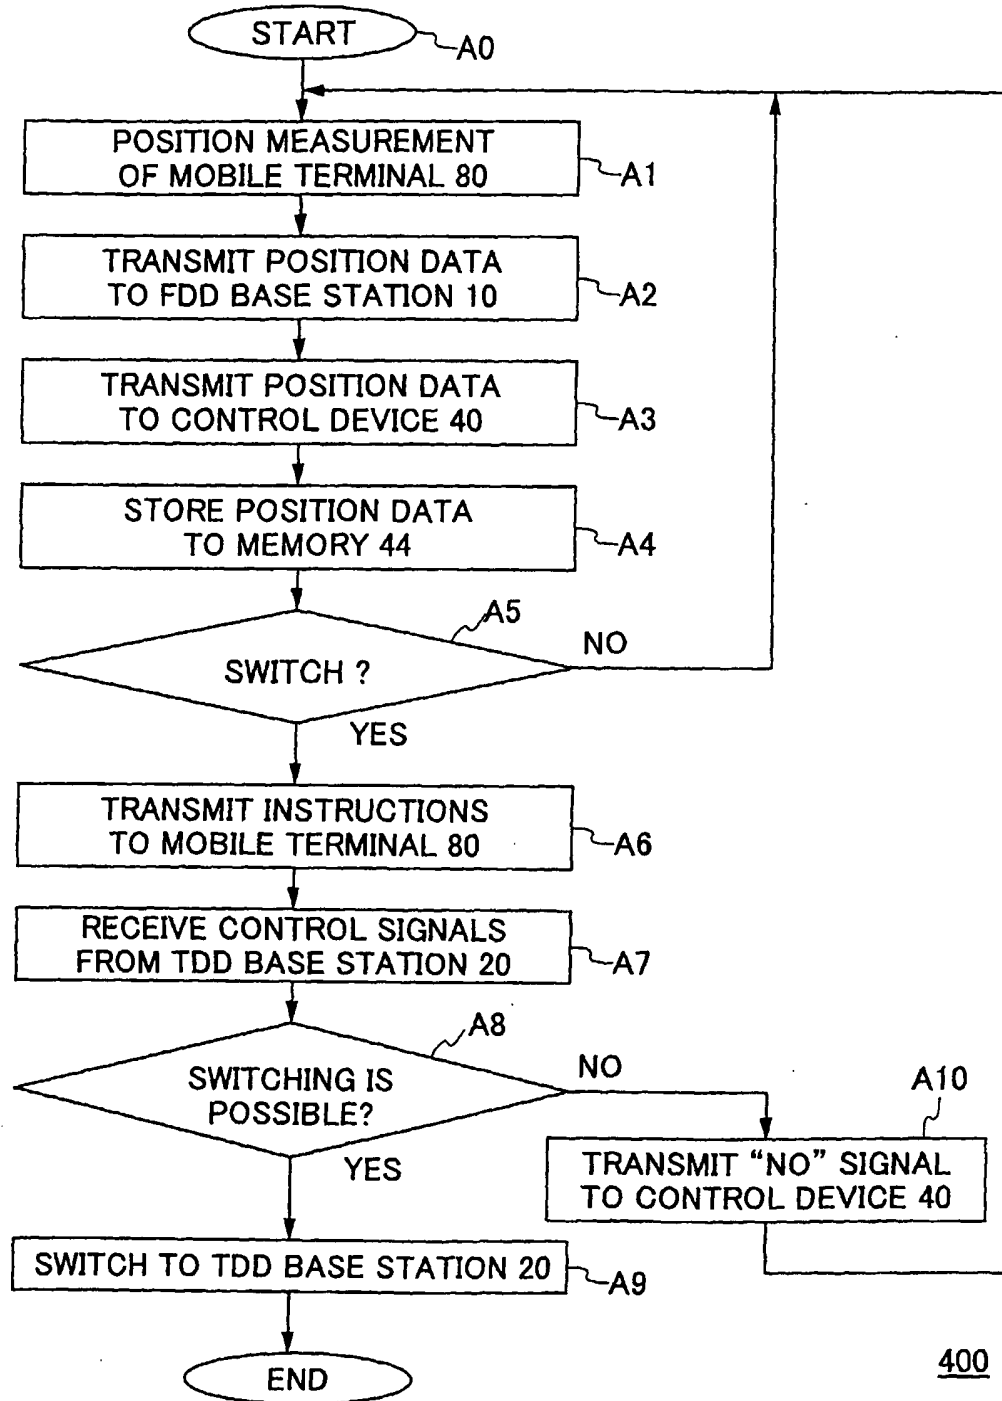 START
A0
POSITION MEASUREMENT
OF MOBILE TERMINAL 80
A1
TRANSMIT POSITION DATA
TO FDD BASE STATION 10
A2
TRANSMIT POSITION DATA
TO CONTROL DEVICE 40
A3
STORE POSITION DATA
TO MEMORY 44
A4
A5
SWITCH ?
NO
YES
TRANSMIT INSTRUCTIONS
TO MOBILE TERMINAL 80
A6
RECEIVE CONTROL SIGNALS
FROM TDD BASE STATION 20
A7
A8
SWITCHING IS
POSSIBLE?
NO
YES
A10
TRANSMIT “NO” SIGNAL
TO CONTROL DEVICE 40
SWITCH TO TDD BASE STATION 20
A9
END
400